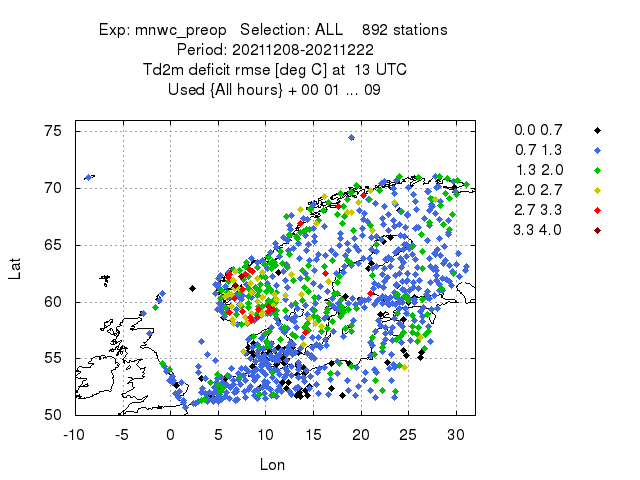 Exp: mnwc_preop   Selection: ALL    892 stations
Period: 20211208-20211222
Td2m deficit rmse [deg C] at  13 UTC
Used {All hours} + 00 01 ... 09
75
70
65
60
55
50
Lat
-10 -5 0 5 10 15 20 25 30
Lon
0.0 0.7
0.7 1.3
1.3 2.0
2.0 2.7
2.7 3.3
3.3 4.0